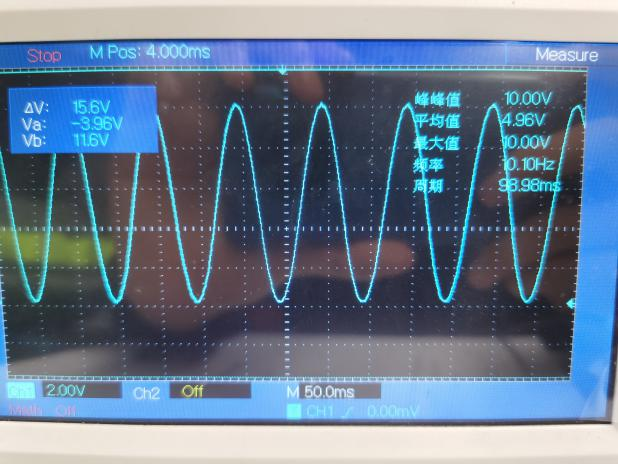 Stop M Pos: 4.000ms Measure
ΔV: 15.6V
Va: -3.96V
Vb: 11.6V
峰峰值 10.00V
平均值 4.96V
最大值 10.00V
频率 10.10Hz
周期 98.98ms
CH1 2.00V Ch2 Off M 50.0ms
Math Off CH1 0.00mV